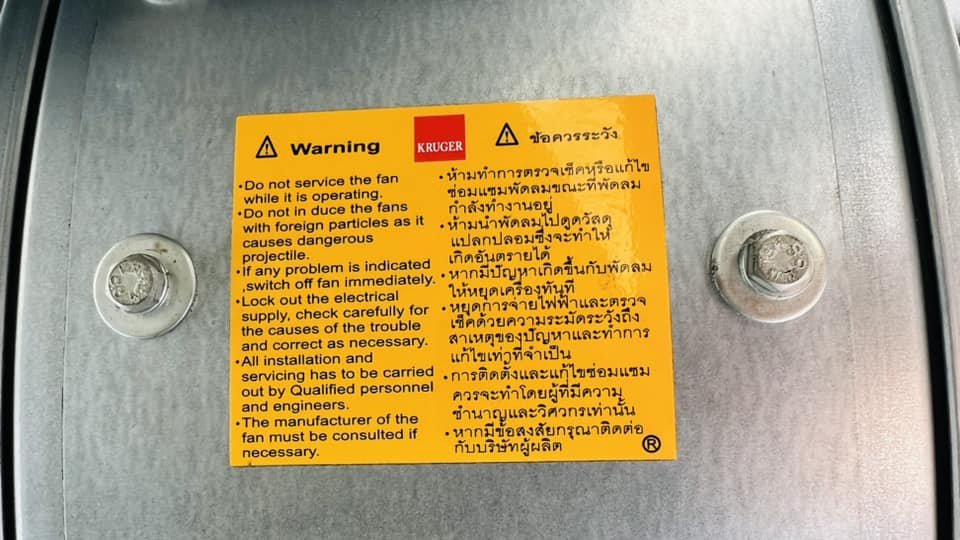 Warning
KRUGER
ข้อควรระวัง
•Do not service the fan
while it is operating.
•Do not in duce the fans
with foreign particles as it
causes dangerous
projectile.
•If any problem is indicated
,switch off fan immediately.
•Lock out the electrical
supply, check carefully for
the causes of the trouble
and correct as necessary.
•All installation and
servicing has to be carried
out by Qualified personnel
and engineers.
•The manufacturer of the
fan must be consulted if
necessary.
•ห้ามทำการตรวจเช็คหรือแก้ไข
ซ่อมแซมพัดลมขณะที่พัดลม
กำลังทำงานอยู่
•ห้ามนำพัดลมไปดูดวัสดุ
แปลกปลอมซึ่งจะทำให้
เกิดอันตรายได้
•หากมีปัญหาเกิดขึ้นกับพัดลม
ให้หยุดเครื่องทันที
•หยุดการจ่ายไฟฟ้าและตรวจ
เช็คด้วยความระมัดระวังถึง
สาเหตุของปัญหาและทำการ
แก้ไขเท่าที่จำเป็น
•การติดตั้งและแก้ไขซ่อมแซม
ควรจะทำโดยผู้ที่มีความ
ชำนาญและวิศวกรเท่านั้น
•หากมีข้อสงสัยกรุณาติดต่อ
กับบริษัทผู้ผลิต
®